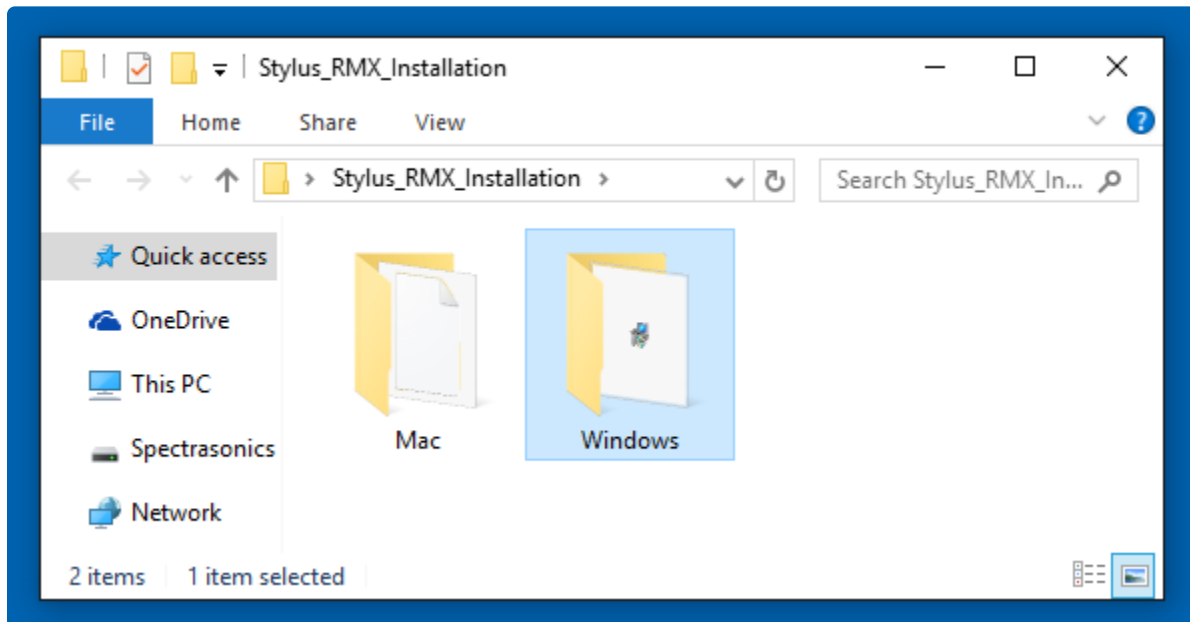 Stylus_RMX_Installation
File Home Share View ?
Stylus_RMX_Installation
Search Stylus_RMX_In...
Quick access
OneDrive
This PC
Spectrasonics
Network
Mac
Windows
2 items 1 item selected